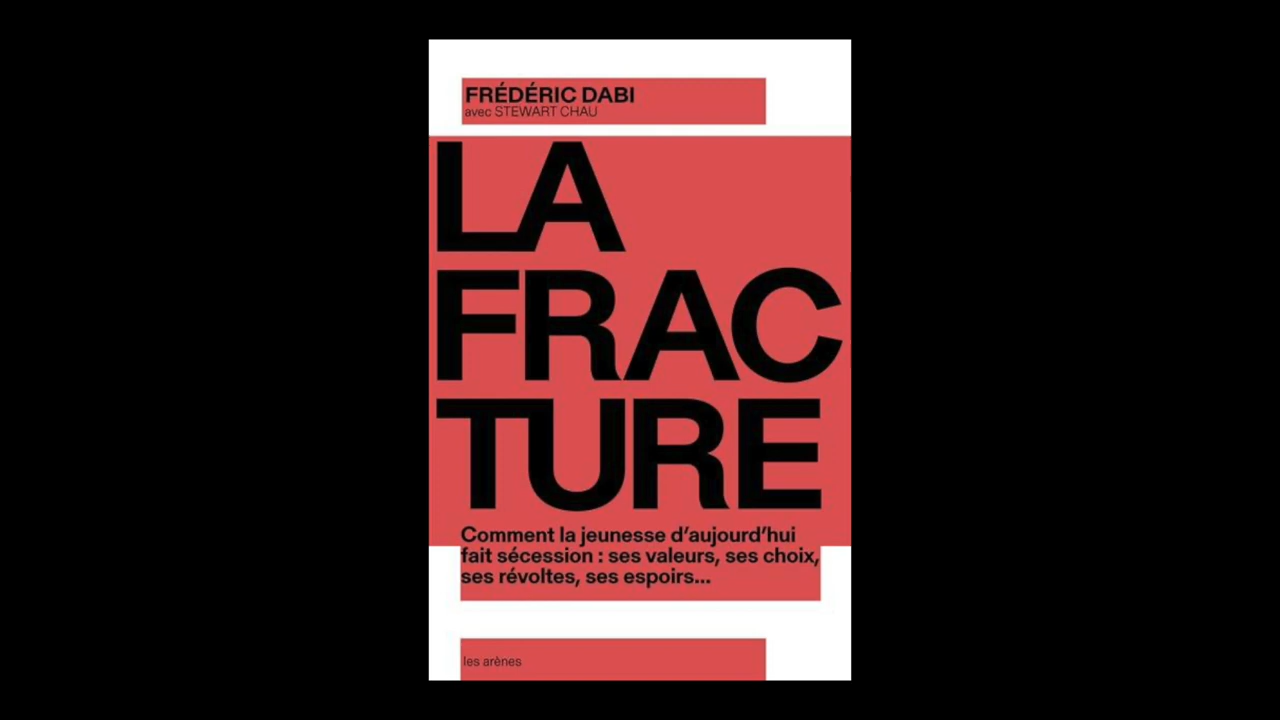 FRÉDÉRIC DABI
avec STEWART CHAU
LA
FRAC
TURE
Comment la jeunesse d'aujourd'hui
fait sécession : ses valeurs, ses choix,
ses révoltes, ses espoirs...
les arènes